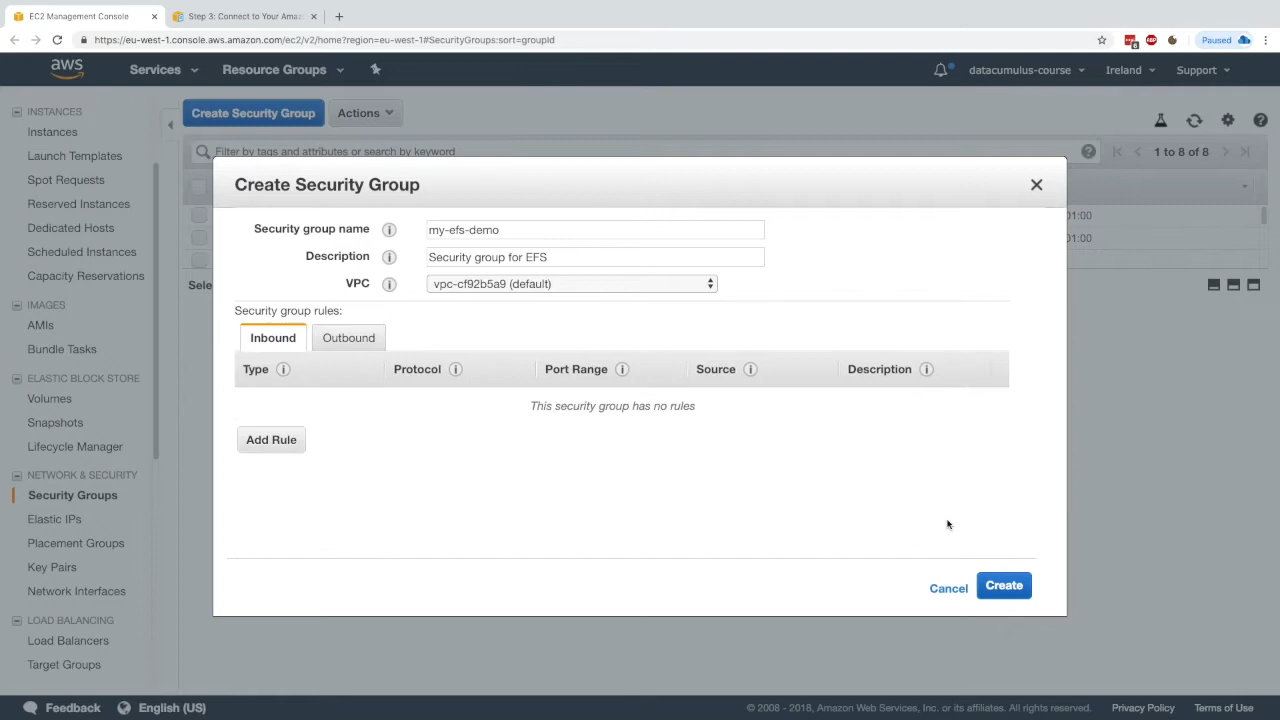 EC2 Management Console
Step 3: Connect to Your Amaz
https://eu-west-1.console.aws.amazon.com/ec2/v2/home?region=eu-west-1#SecurityGroups:sort=groupId
6
ABP
Paused
aws
Services
Resource Groups
datacumulus-course
Ireland
Support
INSTANCES
Instances
Launch Templates
Spot Requests
Reserved Instances
Dedicated Hosts
Scheduled Instances
Capacity Reservations
IMAGES
AMIs
Bundle Tasks
ELASTIC BLOCK STORE
Volumes
Snapshots
Lifecycle Manager
NETWORK & SECURITY
Security Groups
Elastic IPs
Placement Groups
Key Pairs
Network Interfaces
LOAD BALANCING
Load Balancers
Target Groups
Create Security Group
Actions
Filter by tags and attributes or search by keyword
1 to 8 of 8
01:00
01:00
Sele
Create Security Group
Security group name
my-efs-demo
Description
Security group for EFS
VPC
vpc-cf92b5a9 (default)
Security group rules:
Inbound
Outbound
Type
Protocol
Port Range
Source
Description
This security group has no rules
Add Rule
Cancel
Create
Feedback
English (US)
© 2008 - 2018, Amazon Web Services, Inc. or its affiliates. All rights reserved.
Privacy Policy
Terms of Use